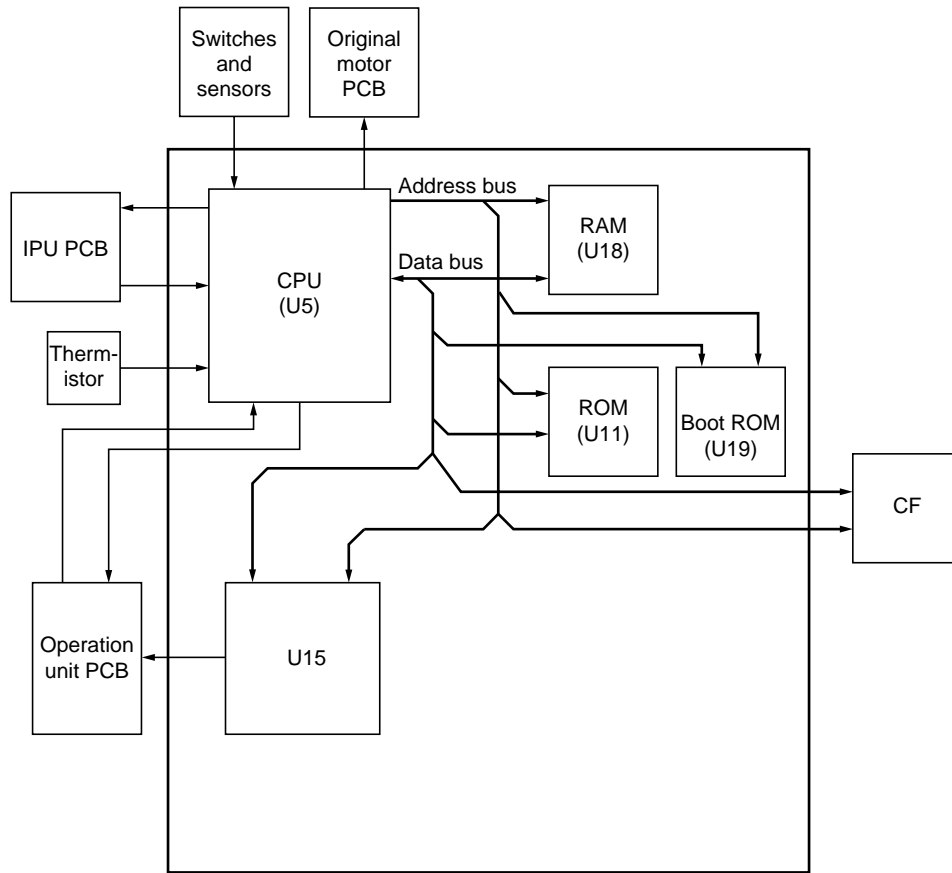 Switches
and
sensors
Original
motor
PCB
Address bus
IPU PCB
RAM
(U18)
Data bus
CPU
(U5)
Therm-
istor
ROM
(U11)
Boot ROM
(U19)
CF
Operation
unit PCB
U15